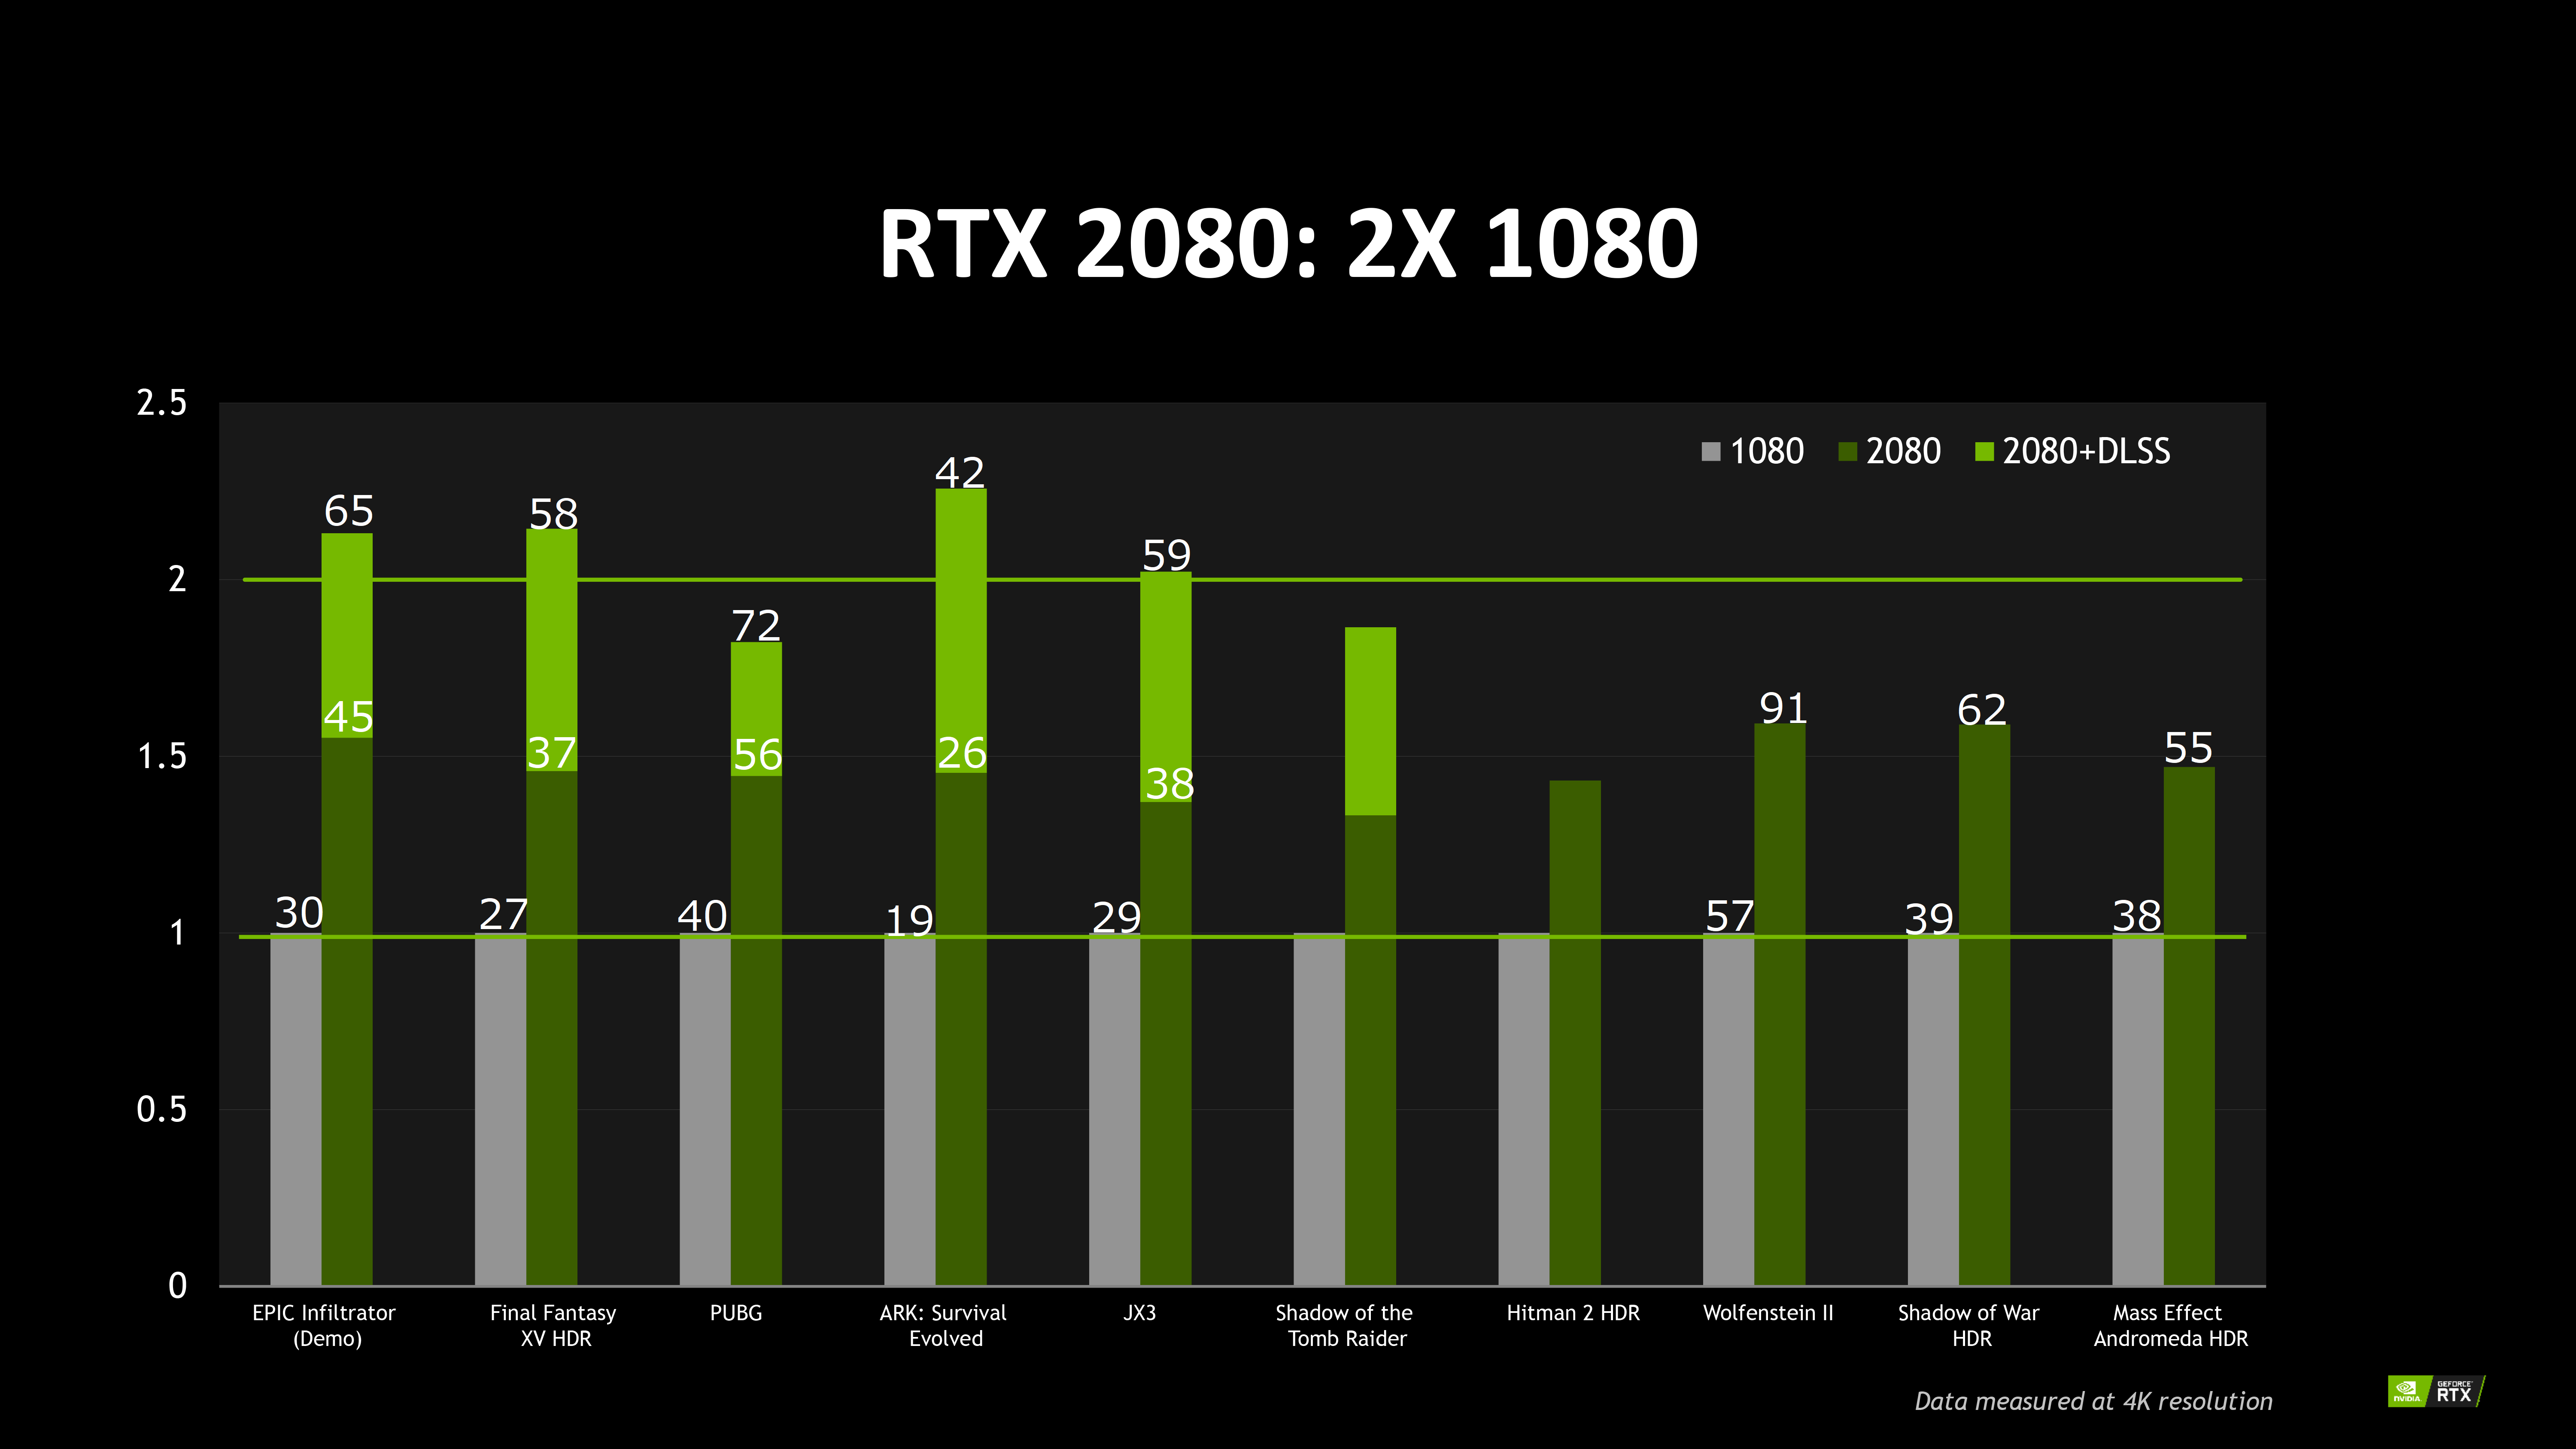 RTX 2080: 2X 1080
2.5
2
1.5
1
0.5
0
1080 2080 2080+DLSS
65
45
30
58
37
27
72
56
40
42
26
19
59
38
29
91
57
62
39
55
38
EPIC Infiltrator
(Demo)
Final Fantasy
XV HDR
PUBG
ARK: Survival
Evolved
JX3
Shadow of the
Tomb Raider
Hitman 2 HDR
Wolfenstein II
Shadow of War
HDR
Mass Effect
Andromeda HDR
Data measured at 4K resolution
NVIDIA
GEFORCE
RTX